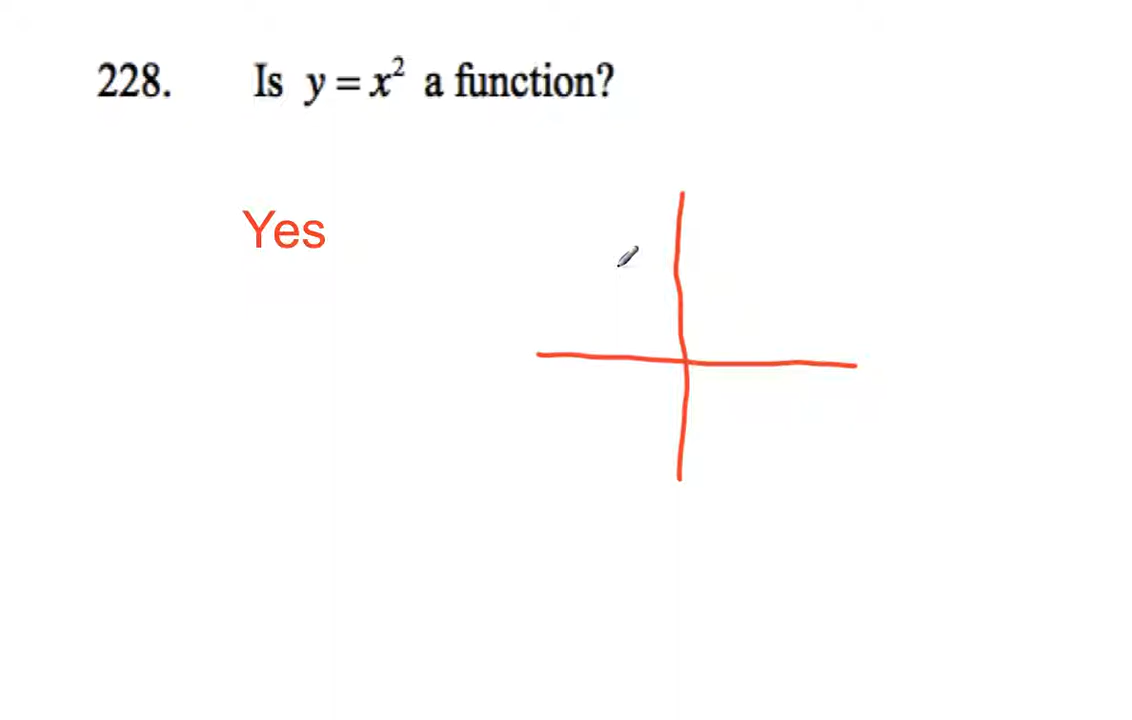 228. Is y = x² a function?
Yes